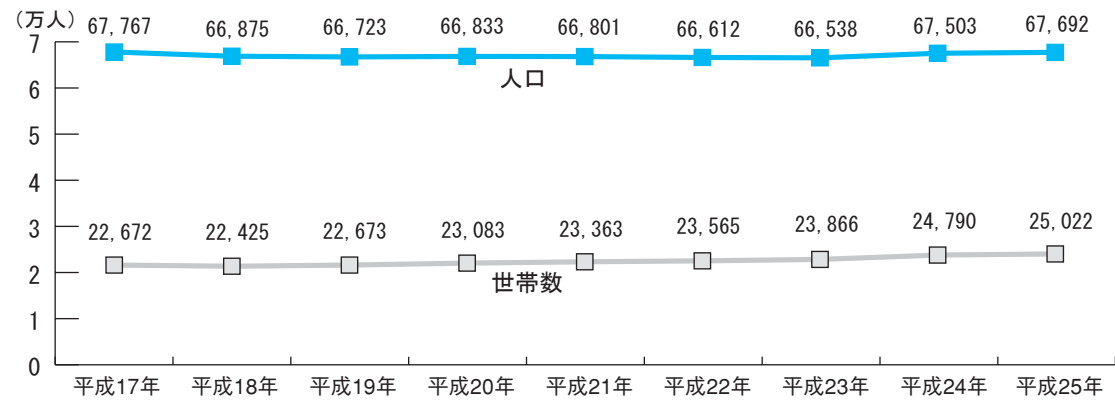 (万人)
67,767 66,875 66,723 66,833 66,801 66,612 66,538 67,503 67,692
7
人口
6
5
4
3
22,672 22,425 22,673 23,083 23,363 23,565 23,866 24,790 25,022
2
世帯数
1
0
平成17年 平成18年 平成19年 平成20年 平成21年 平成22年 平成23年 平成24年 平成25年